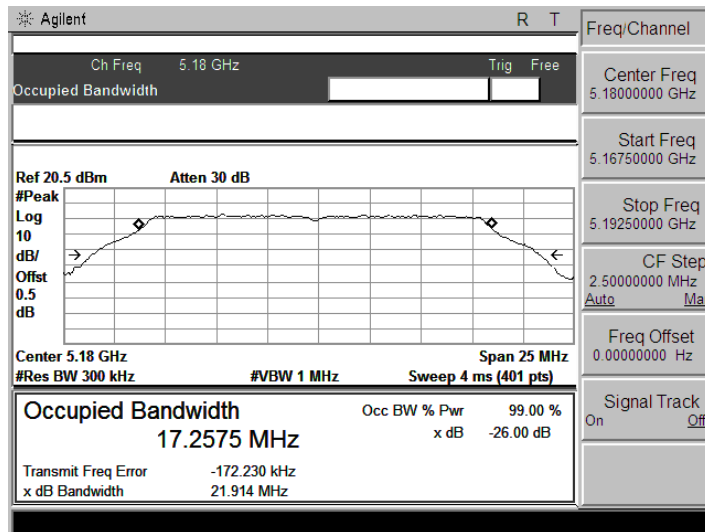 Agilent R T
Ch Freq 5.18 GHz Trig Free
Occupied Bandwidth
Ref 20.5 dBm Atten 30 dB
#Peak
Log
10
dB/
Offst
0.5
dB
Center 5.18 GHz Span 25 MHz
#Res BW 300 kHz #VBW 1 MHz Sweep 4 ms (401 pts)
Occupied Bandwidth Occ BW % Pwr 99.00 %
17.2575 MHz x dB -26.00 dB
Transmit Freq Error -172.230 kHz
x dB Bandwidth 21.914 MHz
Freq/Channel
Center Freq
5.18000000 GHz
Start Freq
5.16750000 GHz
Stop Freq
5.19250000 GHz
CF Step
2.50000000 MHz
Auto Ma
Freq Offset
0.00000000 Hz
Signal Track
On Off